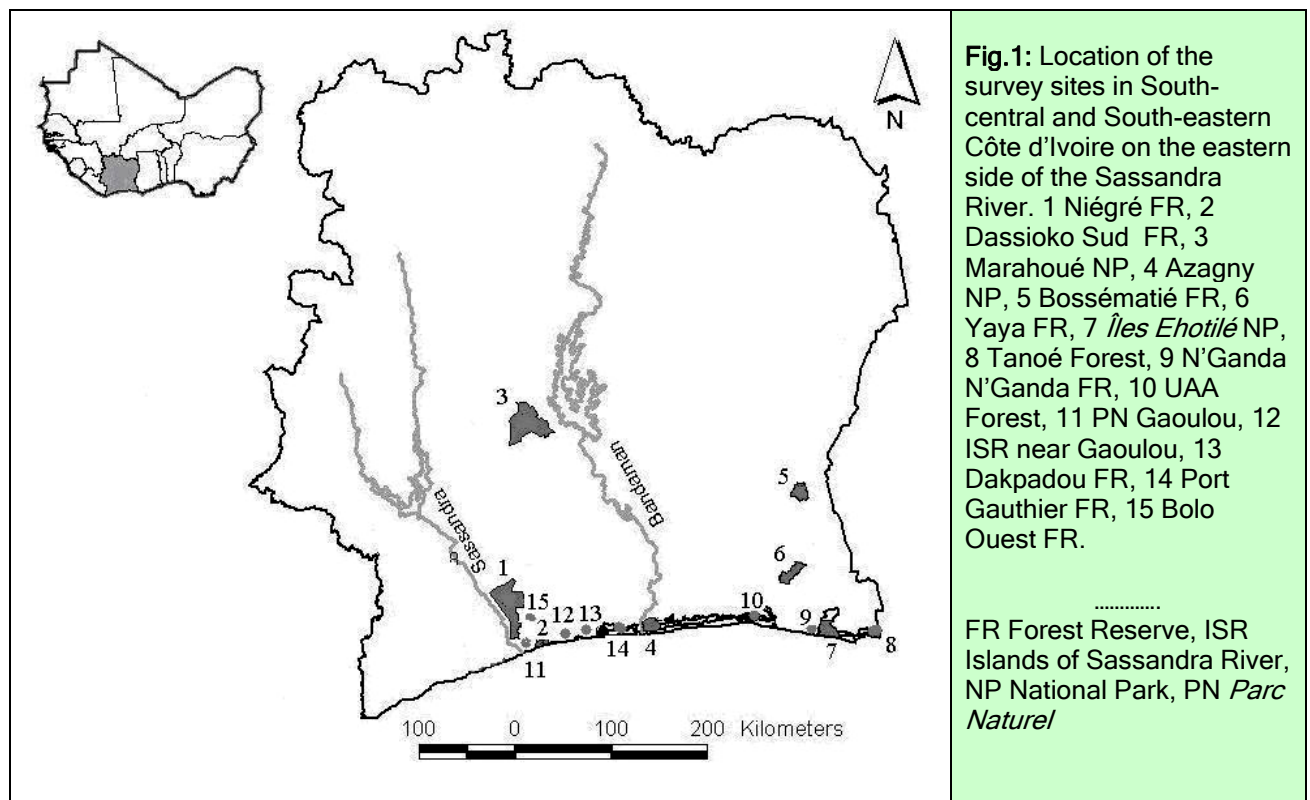 N
3
Sassandra
Bandaman
5
6
1
15
12 13
10
9
2
14 4
7
8
11
100 0 100 200 Kilometers
Fig.1: Location of the
survey sites in South-
central and South-eastern
Côte d'Ivoire on the eastern
side of the Sassandra
River. 1 Niégré FR, 2
Dassioko Sud FR, 3
Marahoué NP, 4 Azagny
NP, 5 Bossématié FR, 6
Yaya FR, 7 Îles Ehotilé NP,
8 Tanoé Forest, 9 N'Ganda
N'Ganda FR, 10 UAA
Forest, 11 PN Gaoulou, 12
ISR near Gaoulou, 13
Dakpadou FR, 14 Port
Gauthier FR, 15 Bolo
Ouest FR.
.............
FR Forest Reserve, ISR
Islands of Sassandra River,
NP National Park, PN Parc
Naturel